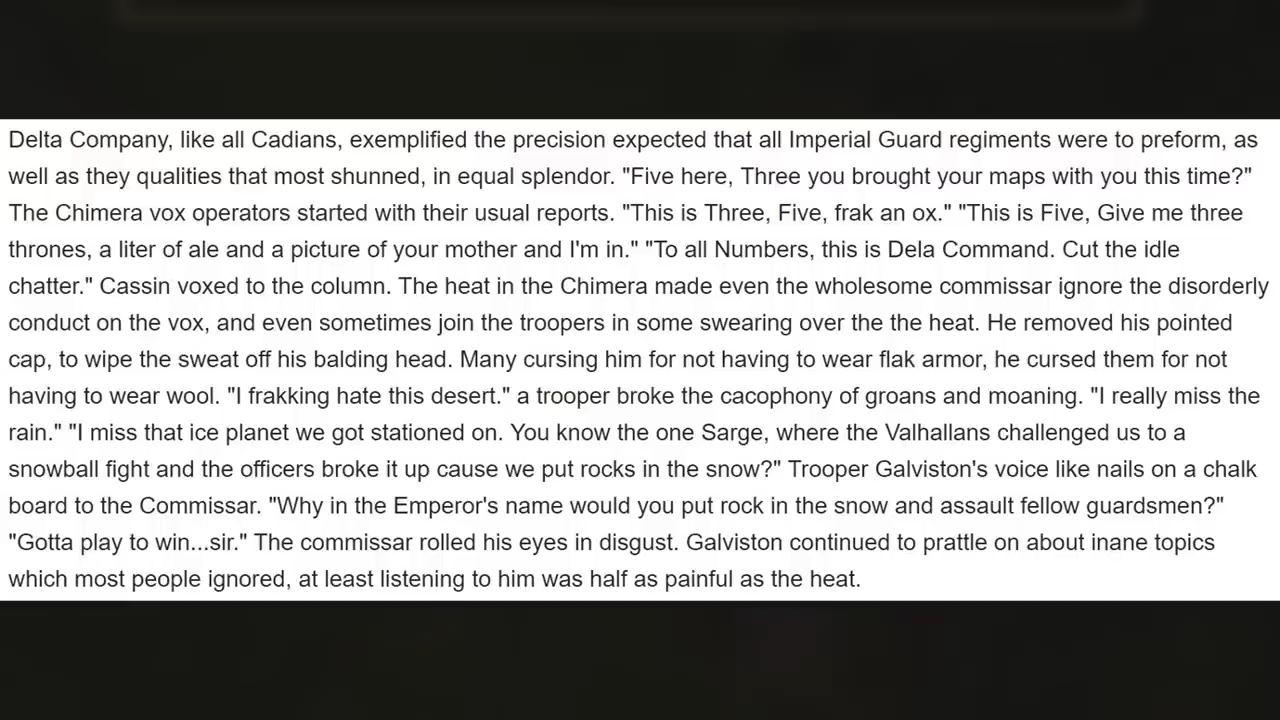 Delta Company, like all Cadians, exemplified the precision expected that all Imperial Guard regiments were to preform, as
well as they qualities that most shunned, in equal splendor. "Five here, Three you brought your maps with you this time?"
The Chimera vox operators started with their usual reports. "This is Three, Five, frak an ox." "This is Five, Give me three
thrones, a liter of ale and a picture of your mother and I'm in." "To all Numbers, this is Dela Command. Cut the idle
chatter." Cassin voxed to the column. The heat in the Chimera made even the wholesome commissar ignore the disorderly
conduct on the vox, and even sometimes join the troopers in some swearing over the the heat. He removed his pointed
cap, to wipe the sweat off his balding head. Many cursing him for not having to wear flak armor, he cursed them for not
having to wear wool. "I frakking hate this desert." a trooper broke the cacophony of groans and moaning. "I really miss the
rain." "I miss that ice planet we got stationed on. You know the one Sarge, where the Valhallans challenged us to a
snowball fight and the officers broke it up cause we put rocks in the snow?" Trooper Galviston's voice like nails on a chalk
board to the Commissar. "Why in the Emperor's name would you put rock in the snow and assault fellow guardsmen?"
"Gotta play to win...sir." The commissar rolled his eyes in disgust. Galviston continued to prattle on about inane topics
which most people ignored, at least listening to him was half as painful as the heat.